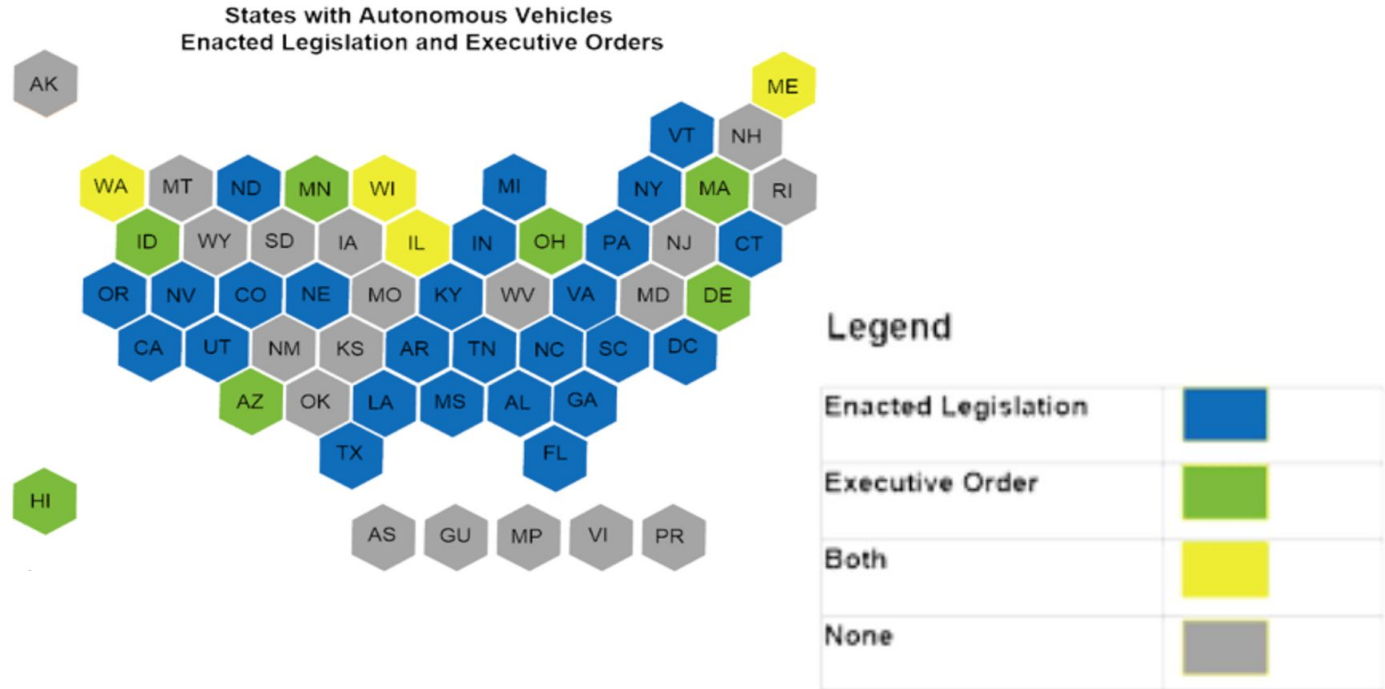 States with Autonomous Vehicles
Enacted Legislation and Executive Orders
AK
ME
VT NH
WA MT ND MN WI MI NY MA RI
ID WY SD IA IL IN OH PA NJ CT
OR NV CO NE MO KY WV VA MD DE
CA UT NM KS AR TN NC SC DC
AZ OK LA MS AL GA
TX FL
HI
AS GU MP VI PR
Legend
Enacted Legislation
Executive Order
Both
None